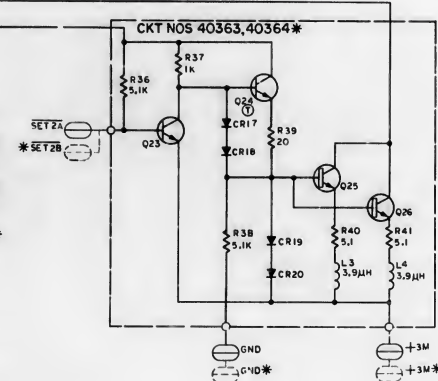 CKT NOS 40363,40364*
R36
5.1K
R37
1K
Q24
T
CR17
CR18
R39
20
SET2A
*SET2B
Q23
Q25
Q26
R38
5.1K
R40
5.1
R41
5.1
CR19
CR20
L3
3.9µH
L4
3.9µH
GND
GND*
+3M
+3M*